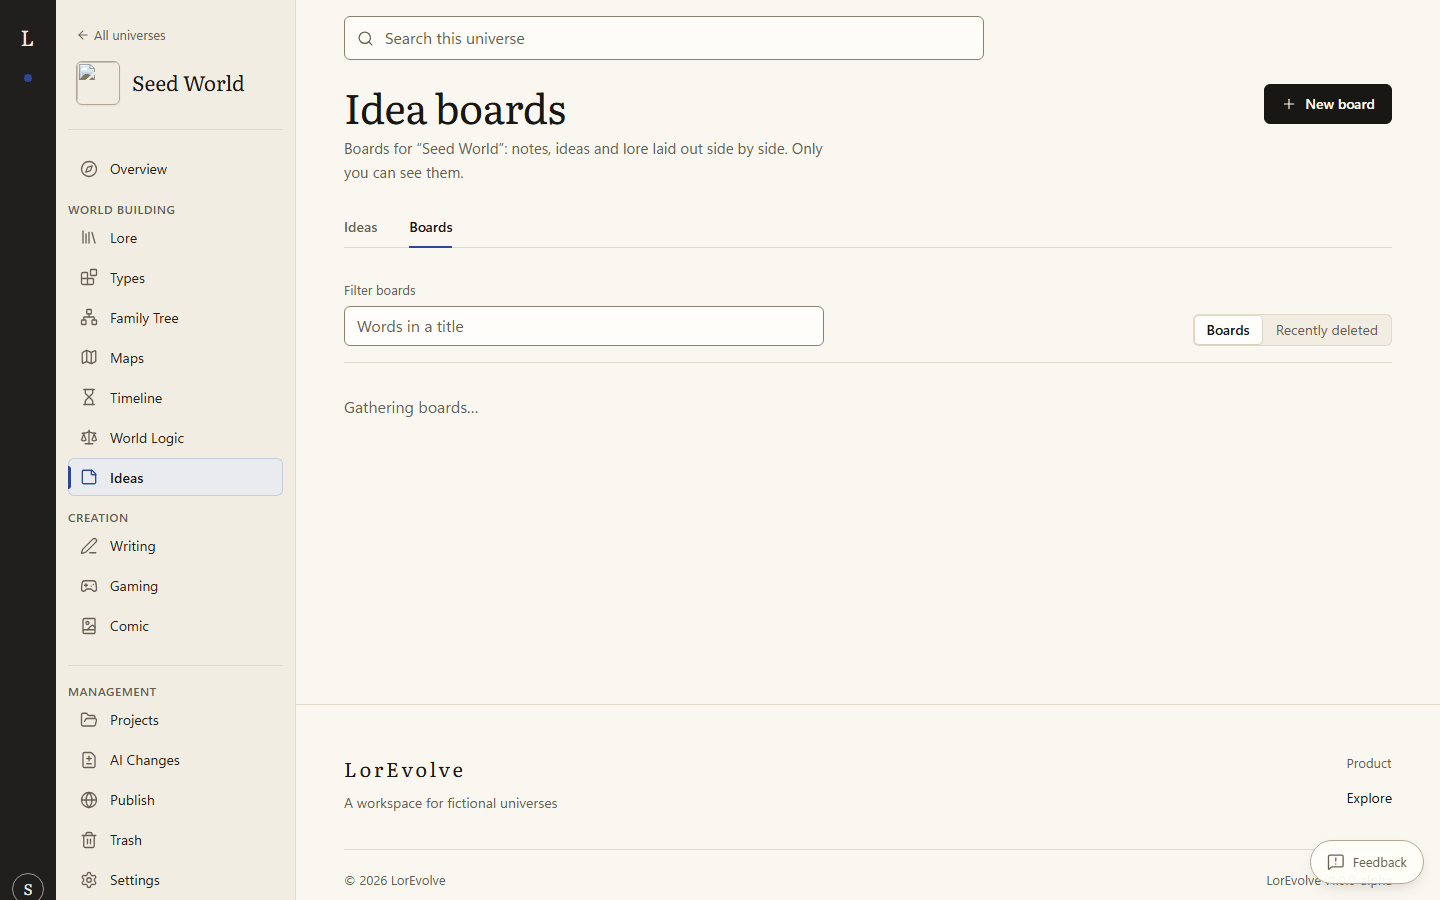 L
All universes
Seed World
Overview
WORLD BUILDING
Lore
Types
Family Tree
Maps
Timeline
World Logic
Ideas
CREATION
Writing
Gaming
Comic
MANAGEMENT
Projects
AI Changes
Publish
Trash
Settings
S
Search this universe
Idea boards
New board
Boards for “Seed World”: notes, ideas and lore laid out side by side. Only
you can see them.
Ideas
Boards
Filter boards
Words in a title
Boards
Recently deleted
Gathering boards…
LorEvolve
A workspace for fictional universes
Product
Explore
Feedback
© 2026 LorEvolve
LorEvolve